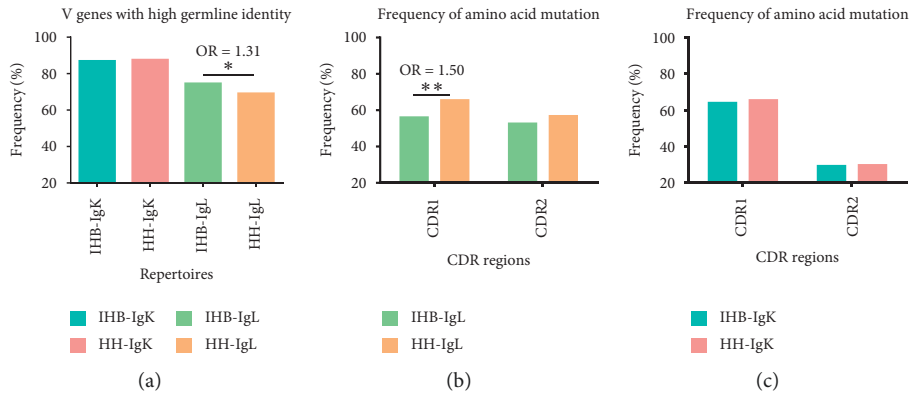 V genes with high germline identity
100
80
60
40
20
Frequency (%)
OR = 1.31
*
IHB-IgK
HH-IgK
IHB-IgL
HH-IgL
Repertoires
IHB-IgK
IHB-IgL
HH-IgK
HH-IgL
(a)
Frequency of amino acid mutation
100
80
60
40
20
Frequency (%)
OR = 1.50
**
CDR1
CDR2
CDR regions
IHB-IgL
HH-IgL
(b)
Frequency of amino acid mutation
100
80
60
40
20
Frequency (%)
CDR1
CDR2
CDR regions
IHB-IgK
HH-IgK
(c)